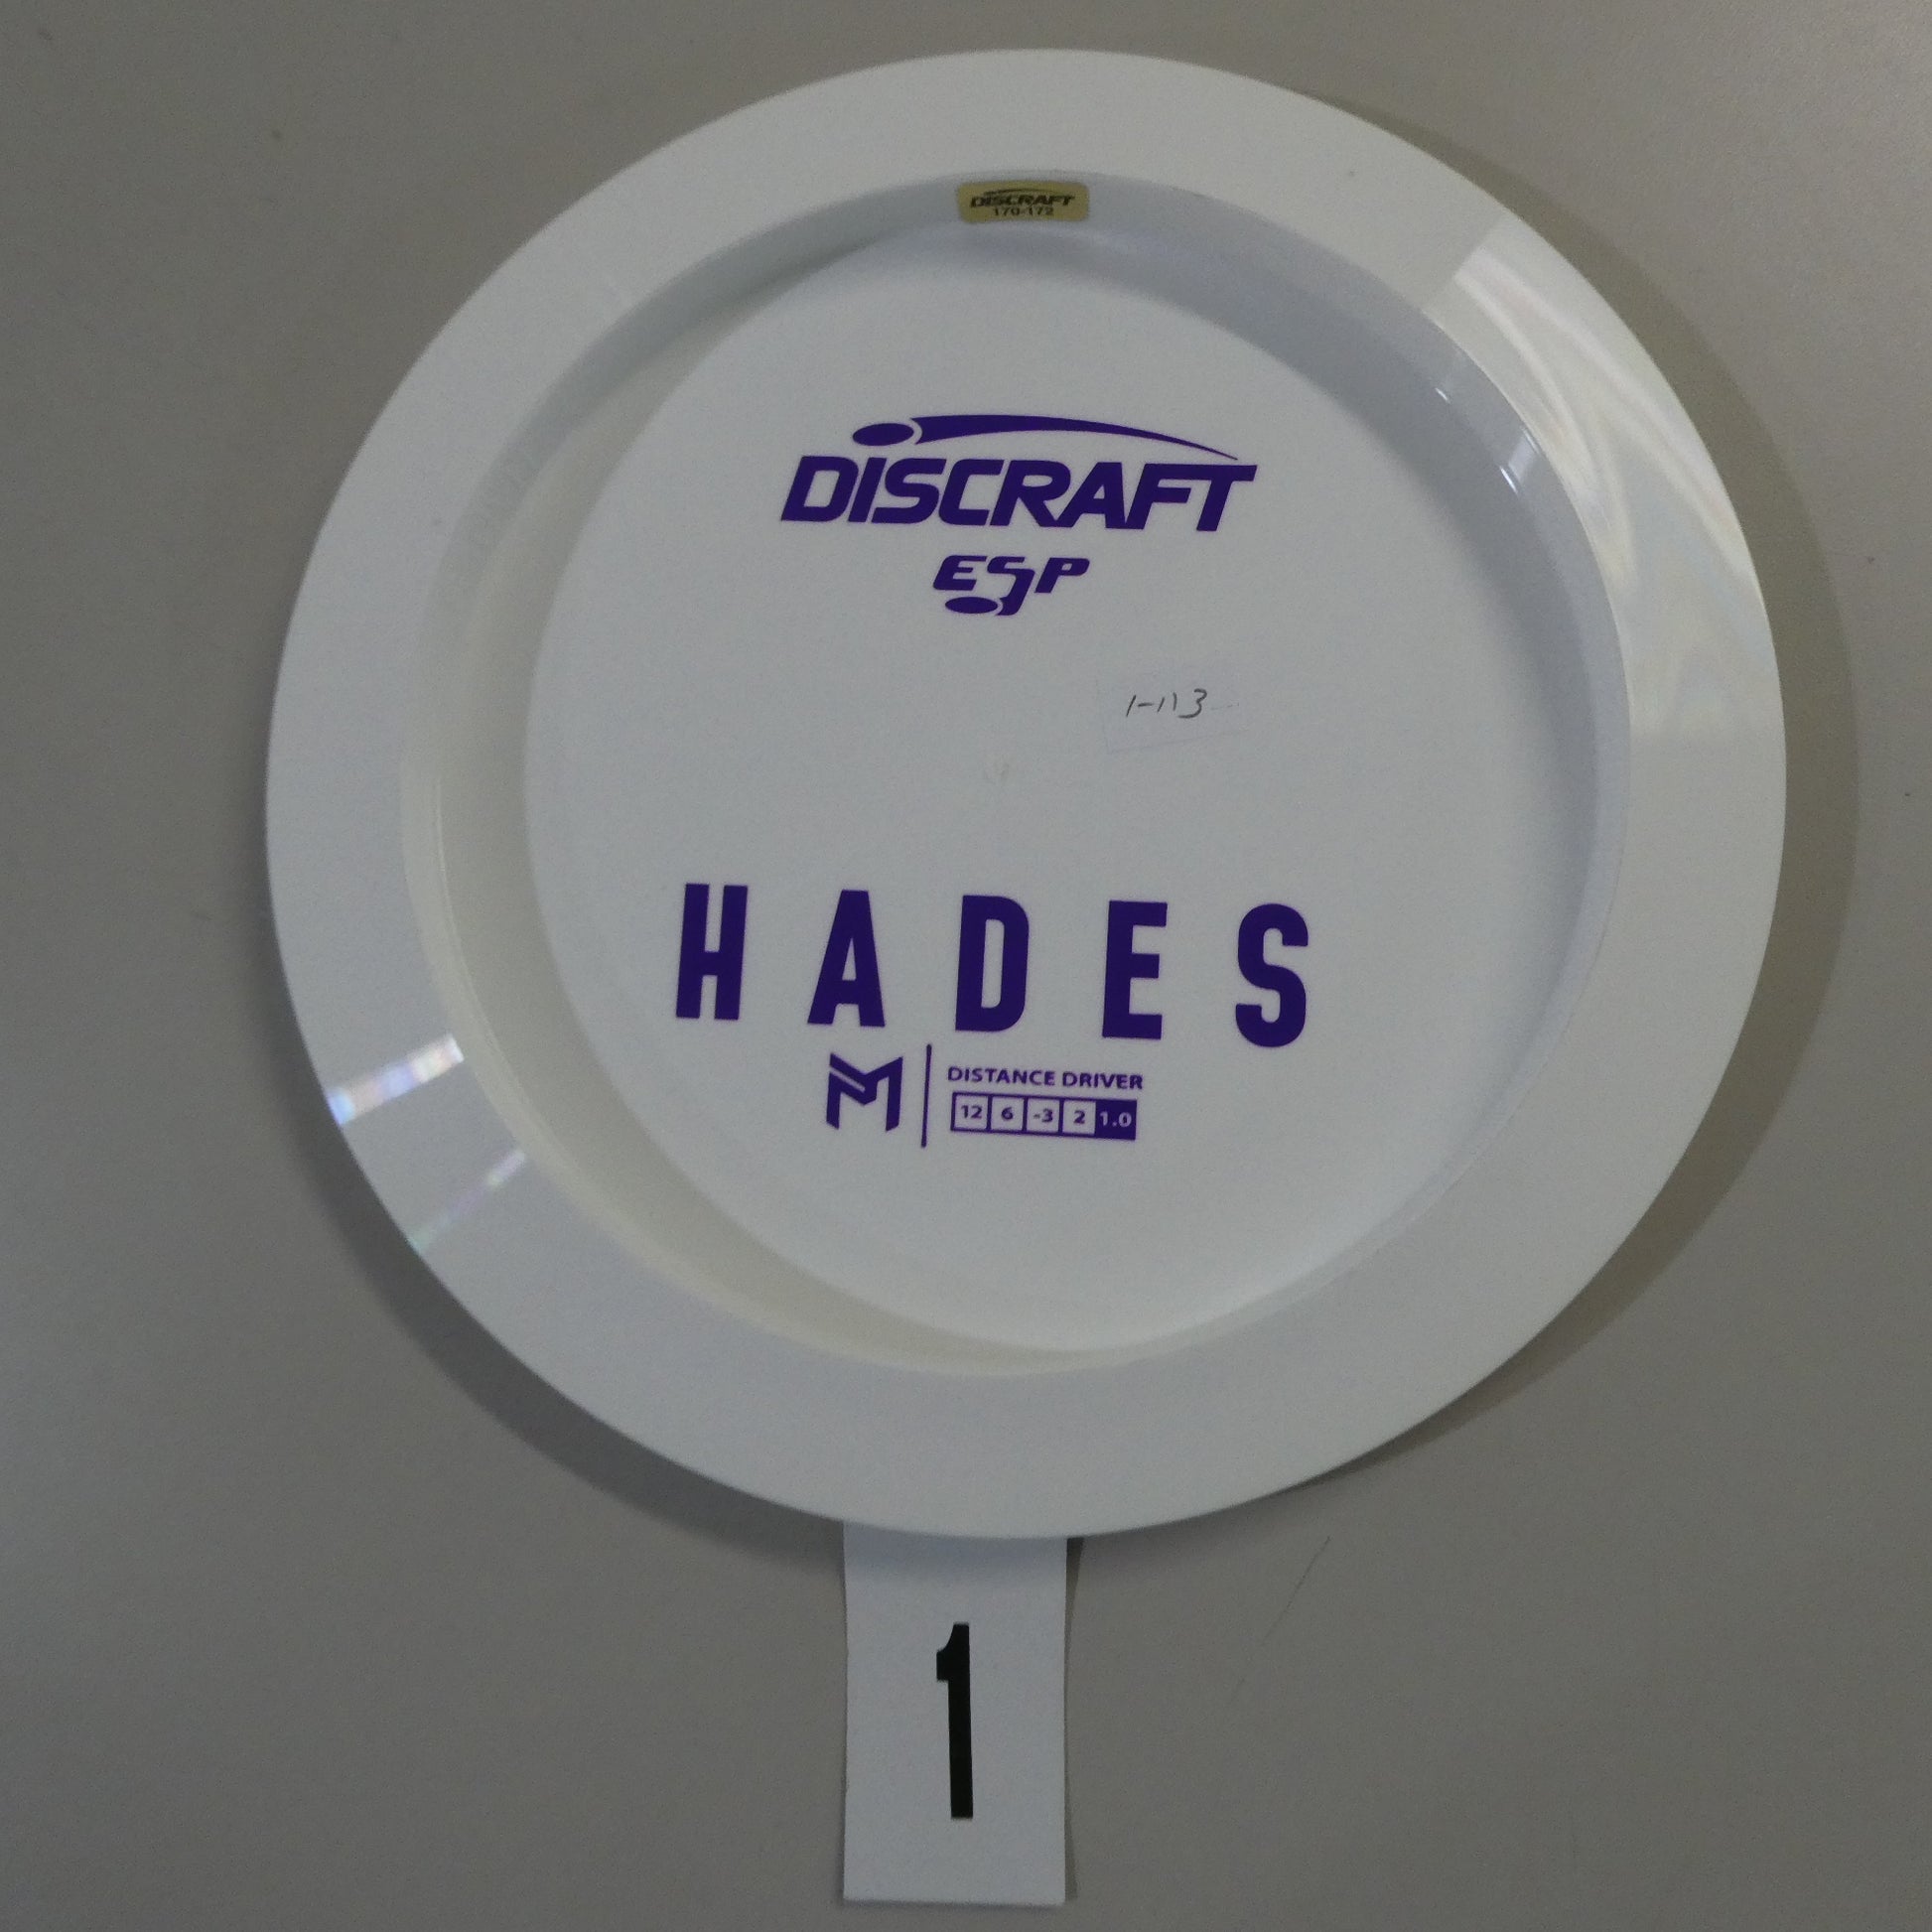 DISCRAFT
170-172
DISCRAFT
ESP
1-113
HADES
M DISTANCE DRIVER
12 6 -3 2 1.0
1